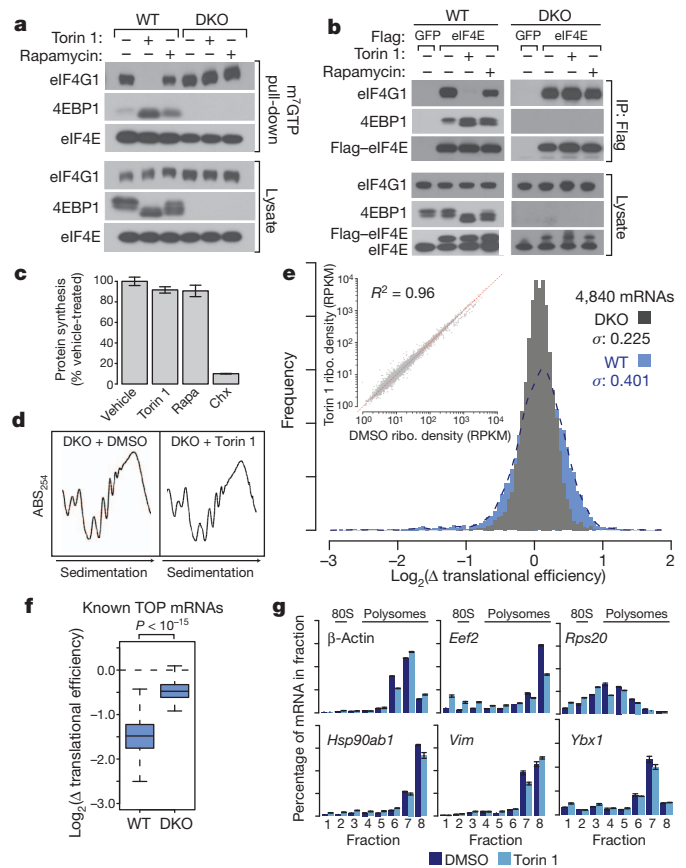 a
WT DKO
Torin 1: – + – – + –
Rapamycin: – – + – – +
eIF4G1
4EBP1
eIF4E
m⁷GTP pull-down
eIF4G1
4EBP1
eIF4E
Lysate
b
WT DKO
Flag: GFP eIF4E GFP eIF4E
Torin 1: – – + – – – + –
Rapamycin: – – – + – – – +
eIF4G1
4EBP1
Flag–eIF4E
IP: Flag
eIF4G1
4EBP1
Flag–eIF4E
eIF4E
Lysate
c
Protein synthesis
(% vehicle-treated)
100
80
60
40
20
0
Vehicle
Torin 1
Rapa
Chx
d
DKO + DMSO DKO + Torin 1
ABS₂₅₄
Sedimentation Sedimentation
e
Frequency
Torin 1 ribo. density (RPKM)
10⁴
10³
10²
10¹
10⁰
R² = 0.96
10⁰ 10¹ 10² 10³ 10⁴
DMSO ribo. density (RPKM)
4,840 mRNAs
DKO
σ: 0.225
WT
σ: 0.401
−3 −2 −1 0 1 2
Log₂(Δ translational efficiency)
f
Known TOP mRNAs
P < 10⁻¹⁵
Log₂(Δ translational efficiency)
0.0
−1.0
−1.5
−2.0
−3.0
WT DKO
g
80S Polysomes 80S Polysomes 80S Polysomes
β-Actin Eef2 Rps20
Hsp90ab1 Vim Ybx1
Percentage of mRNA in fraction
1 2 3 4 5 6 7 8 1 2 3 4 5 6 7 8 1 2 3 4 5 6 7 8
Fraction Fraction Fraction
DMSO Torin 1